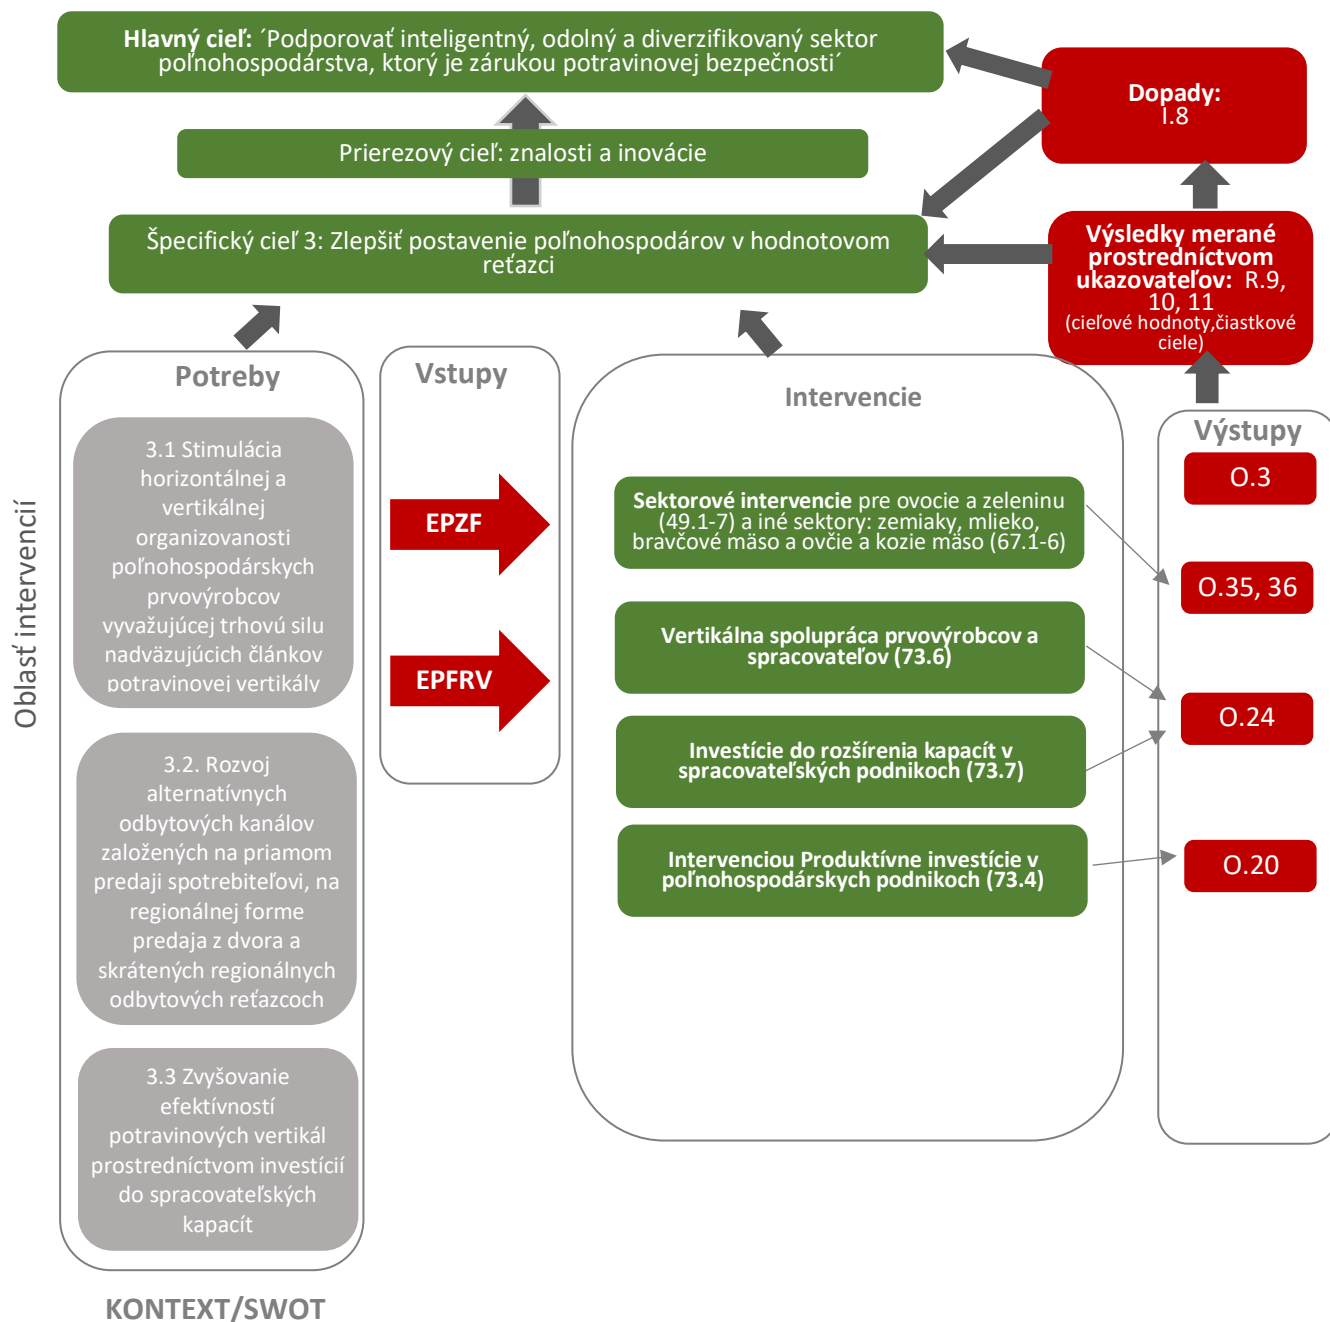 Hlavný cieľ: ´Podporovať inteligentný, odolný a diverzifikovaný sektor
poľnohospodárstva, ktorý je zárukou potravinovej bezpečnosti´
Dopady:
I.8
Prierezový cieľ: znalosti a inovácie
Špecifický cieľ 3: Zlepšiť postavenie poľnohospodárov v hodnotovom
reťazci
Výsledky merané
prostredníctvom
ukazovateľov: R.9,
10, 11
(cieľové hodnoty,čiastkové
ciele)
Oblasť intervencií
Potreby
3.1 Stimulácia
horizontálnej a
vertikálnej
organizovanosti
poľnohospodárskych
prvovýrobcov
vyvažujúcej trhovú silu
nadväzujúcich článkov
potravinovej vertikály
3.2. Rozvoj
alternatívnych
odbytových kanálov
založených na priamom
predaji spotrebiteľovi, na
regionálnej forme
predaja z dvora a
skrátených regionálnych
odbytových reťazcoch
3.3 Zvyšovanie
efektívností
potravinových vertikál
prostredníctvom investícií
do spracovateľských
kapacít
KONTEXT/SWOT
Vstupy
EPZF
EPFRV
Intervencie
Sektorové intervencie pre ovocie a zeleninu
(49.1-7) a iné sektory: zemiaky, mlieko,
bravčové mäso a ovčie a kozie mäso (67.1-6)
Vertikálna spolupráca prvovýrobcov a
spracovateľov (73.6)
Investície do rozšírenia kapacít v
spracovateľských podnikoch (73.7)
Intervenciou Produktívne investície v
poľnohospodárskych podnikoch (73.4)
Výstupy
O.3
O.35, 36
O.24
O.20